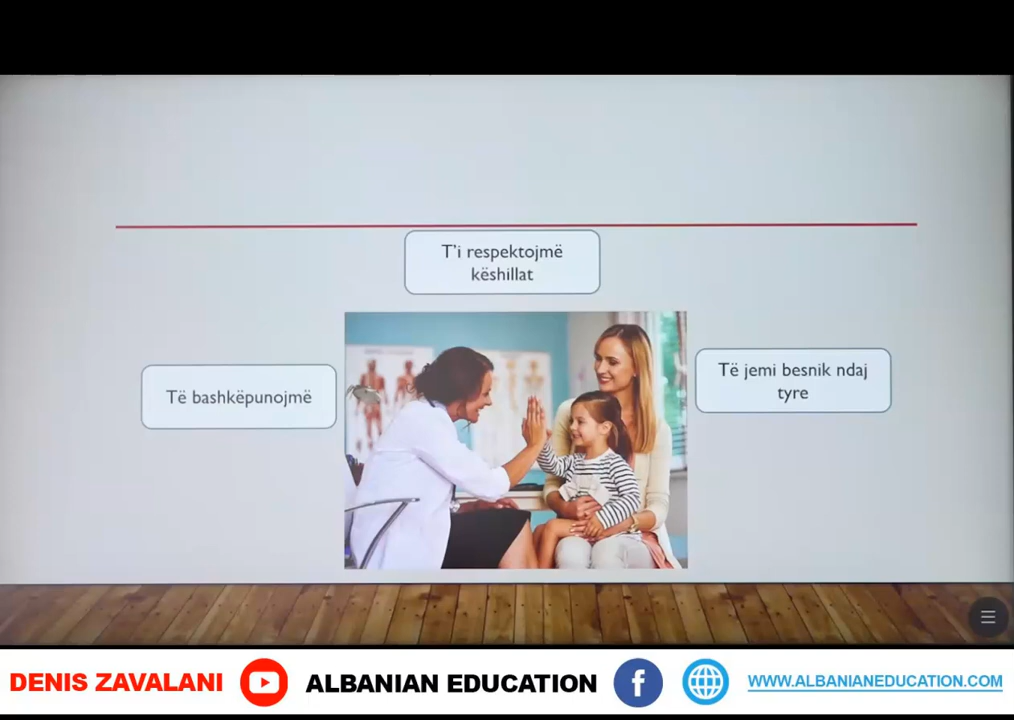 T'i respektojmë
këshillat
Të bashkëpunojmë
Të jemi besnik ndaj
tyre
DENIS ZAVALANI
ALBANIAN EDUCATION
WWW.ALBANIANEDUCATION.COM